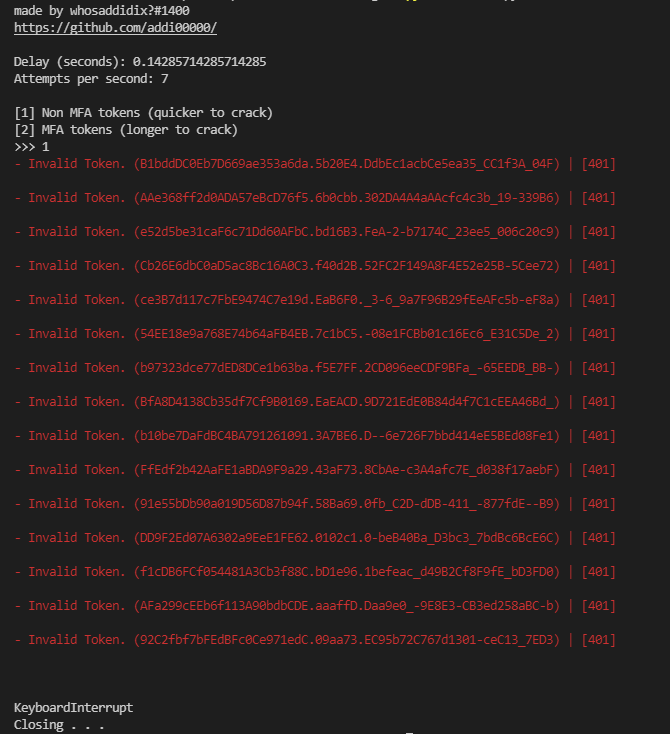 made by whosaddidix?#1400
https://github.com/addi00000/
Delay (seconds): 0.14285714285714285
Attempts per second: 7
[1] Non MFA tokens (quicker to crack)
[2] MFA tokens (longer to crack)
>>> 1
- Invalid Token. (B1bddDC0Eb7D669ae353a6da.5b20E4.DdbEc1acbCe5ea35_CC1f3A_04F) | [401]
- Invalid Token. (AAe368ff2d0ADA57eBcD76f5.6b0cbb.302DA4A4aAAcfc4c3b_19-339B6) | [401]
- Invalid Token. (e52d5be31caF6c71Dd60AFbC.bd16B3.FeA-2-b7174C_23ee5_006c20c9) | [401]
- Invalid Token. (Cb26E6dbC0aD5ac8Bc16A0C3.f40d2B.52FC2F149A8F4E52e25B-5Cee72) | [401]
- Invalid Token. (ce3B7d117c7FbE9474C7e19d.EaB6F0._3-6_9a7F96B29fEeAFc5b-eF8a) | [401]
- Invalid Token. (54EE18e9a768E74b64aFB4EB.7c1bC5.-08e1FCBb01c16Ec6_E31C5De_2) | [401]
- Invalid Token. (b97323dce77dED8DCe1b63ba.f5E7FF.2CD096eeCDF9BFa_-65EEDB_BB-) | [401]
- Invalid Token. (BfA8D4138Cb35df7Cf9B0169.EaEACD.9D721EdE0B84d4f7C1cEEA46Bd_) | [401]
- Invalid Token. (b10be7DaFdBC4BA791261091.3A7BE6.D--6e726F7bbd414eE5BEd08Fe1) | [401]
- Invalid Token. (FfEdf2b42AaFE1aBDA9F9a29.43aF73.8CbAe-c3A4afc7E_d038f17aebF) | [401]
- Invalid Token. (91e55bDb90a019D56D87b94f.58Ba69.0fb_C2D-dDB-411_-877fdE--B9) | [401]
- Invalid Token. (DD9F2Ed07A6302a9EeE1FE62.0102c1.0-beB40Ba_D3bc3_7bdBc6BcE6C) | [401]
- Invalid Token. (f1cDB6FCf054481A3Cb3f88C.bD1e96.1befeac_d49B2Cf8F9fE_bD3FD0) | [401]
- Invalid Token. (AFa299cEEb6f113A90bdbCDE.aaaffD.Daa9e0_-9E8E3-CB3ed258aBC-b) | [401]
- Invalid Token. (92C2fbf7bFEdBFc0Ce971edC.09aa73.EC95b72C767d1301-ceC13_7ED3) | [401]
KeyboardInterrupt
Closing . . .